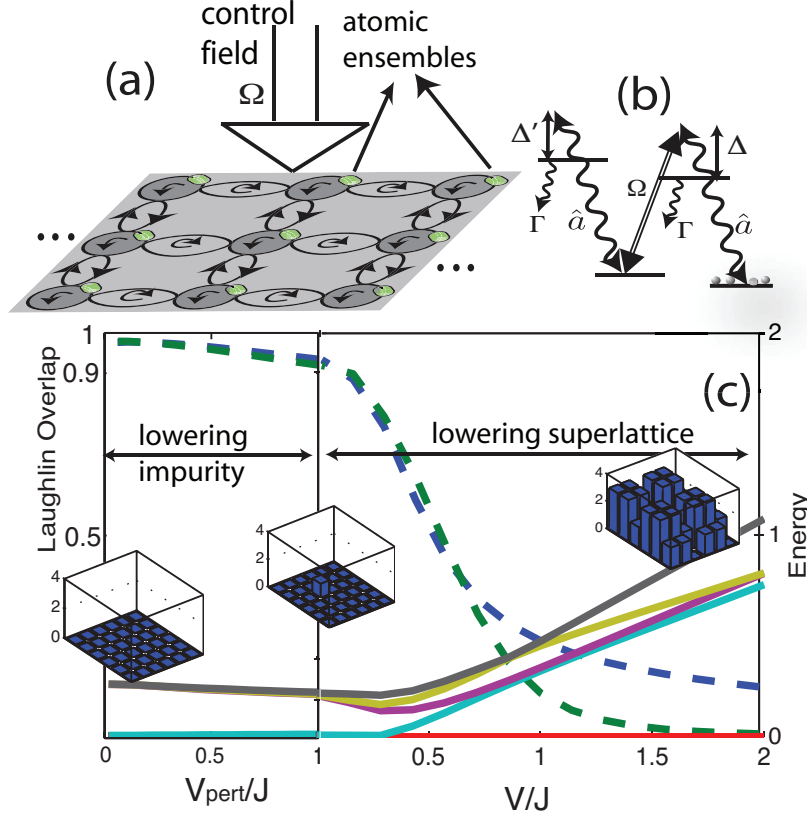 control
field
Ω
atomic
ensembles
(a)
(b)
Δ′
Δ
Ω
Γ
â
Γ
â
...
...
(c)
Laughlin Overlap
1
0.9
0.5
2
1
0
Energy
lowering
impurity
lowering superlattice
4
2
0
4
2
0
4
2
0
0
0.5
1
0.5
1
1.5
2
Vpert/J
V/J